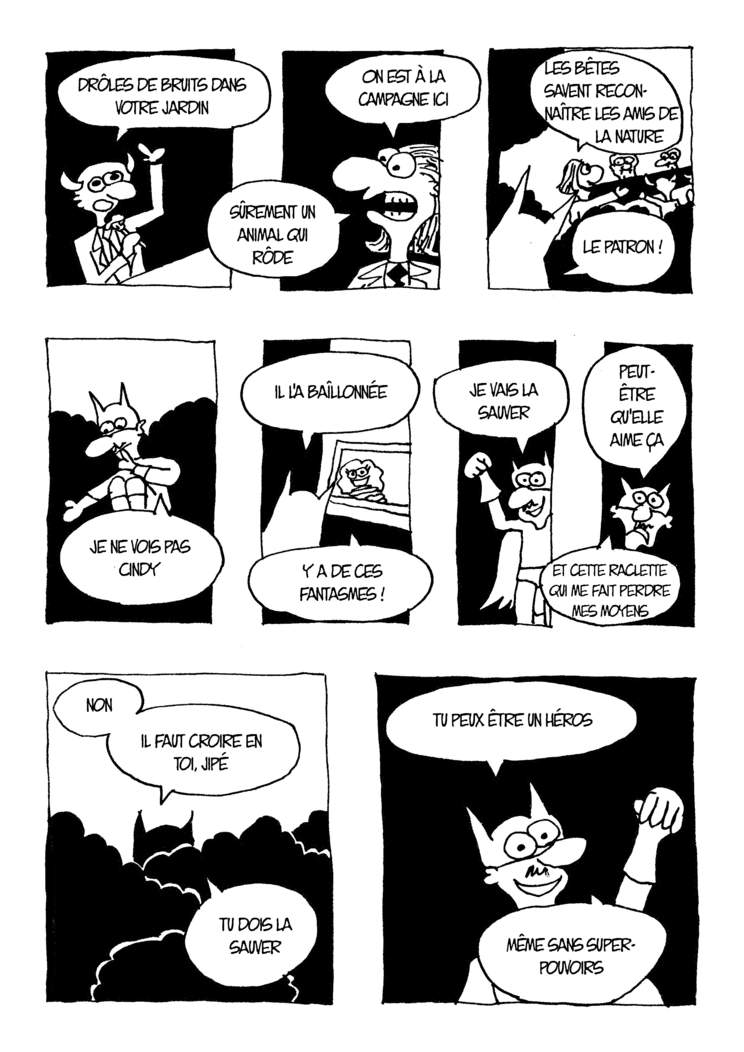 DRÔLES DE BRUITS DANS
VOTRE JARDIN
ON EST À LA
CAMPAGNE ICI
SÛREMENT UN
ANIMAL QUI
RÔDE
LES BÊTES
SAVENT RECON-
NAÎTRE LES AMIS DE
LA NATURE
LE PATRON !
JE NE VOIS PAS
CINDY
IL L'A BAÎLLONNÉE
Y A DE CES
FANTASMES !
JE VAIS LA
SAUVER
PEUT-
ÊTRE
QU'ELLE
AIME ÇA
ET CETTE RACLETTE
QUI ME FAIT PERDRE
MES MOYENS
NON
IL FAUT CROIRE EN
TOI, JIPÉ
TU DOIS LA
SAUVER
TU PEUX ÊTRE UN HÉROS
MÊME SANS SUPER-
POUVOIRS